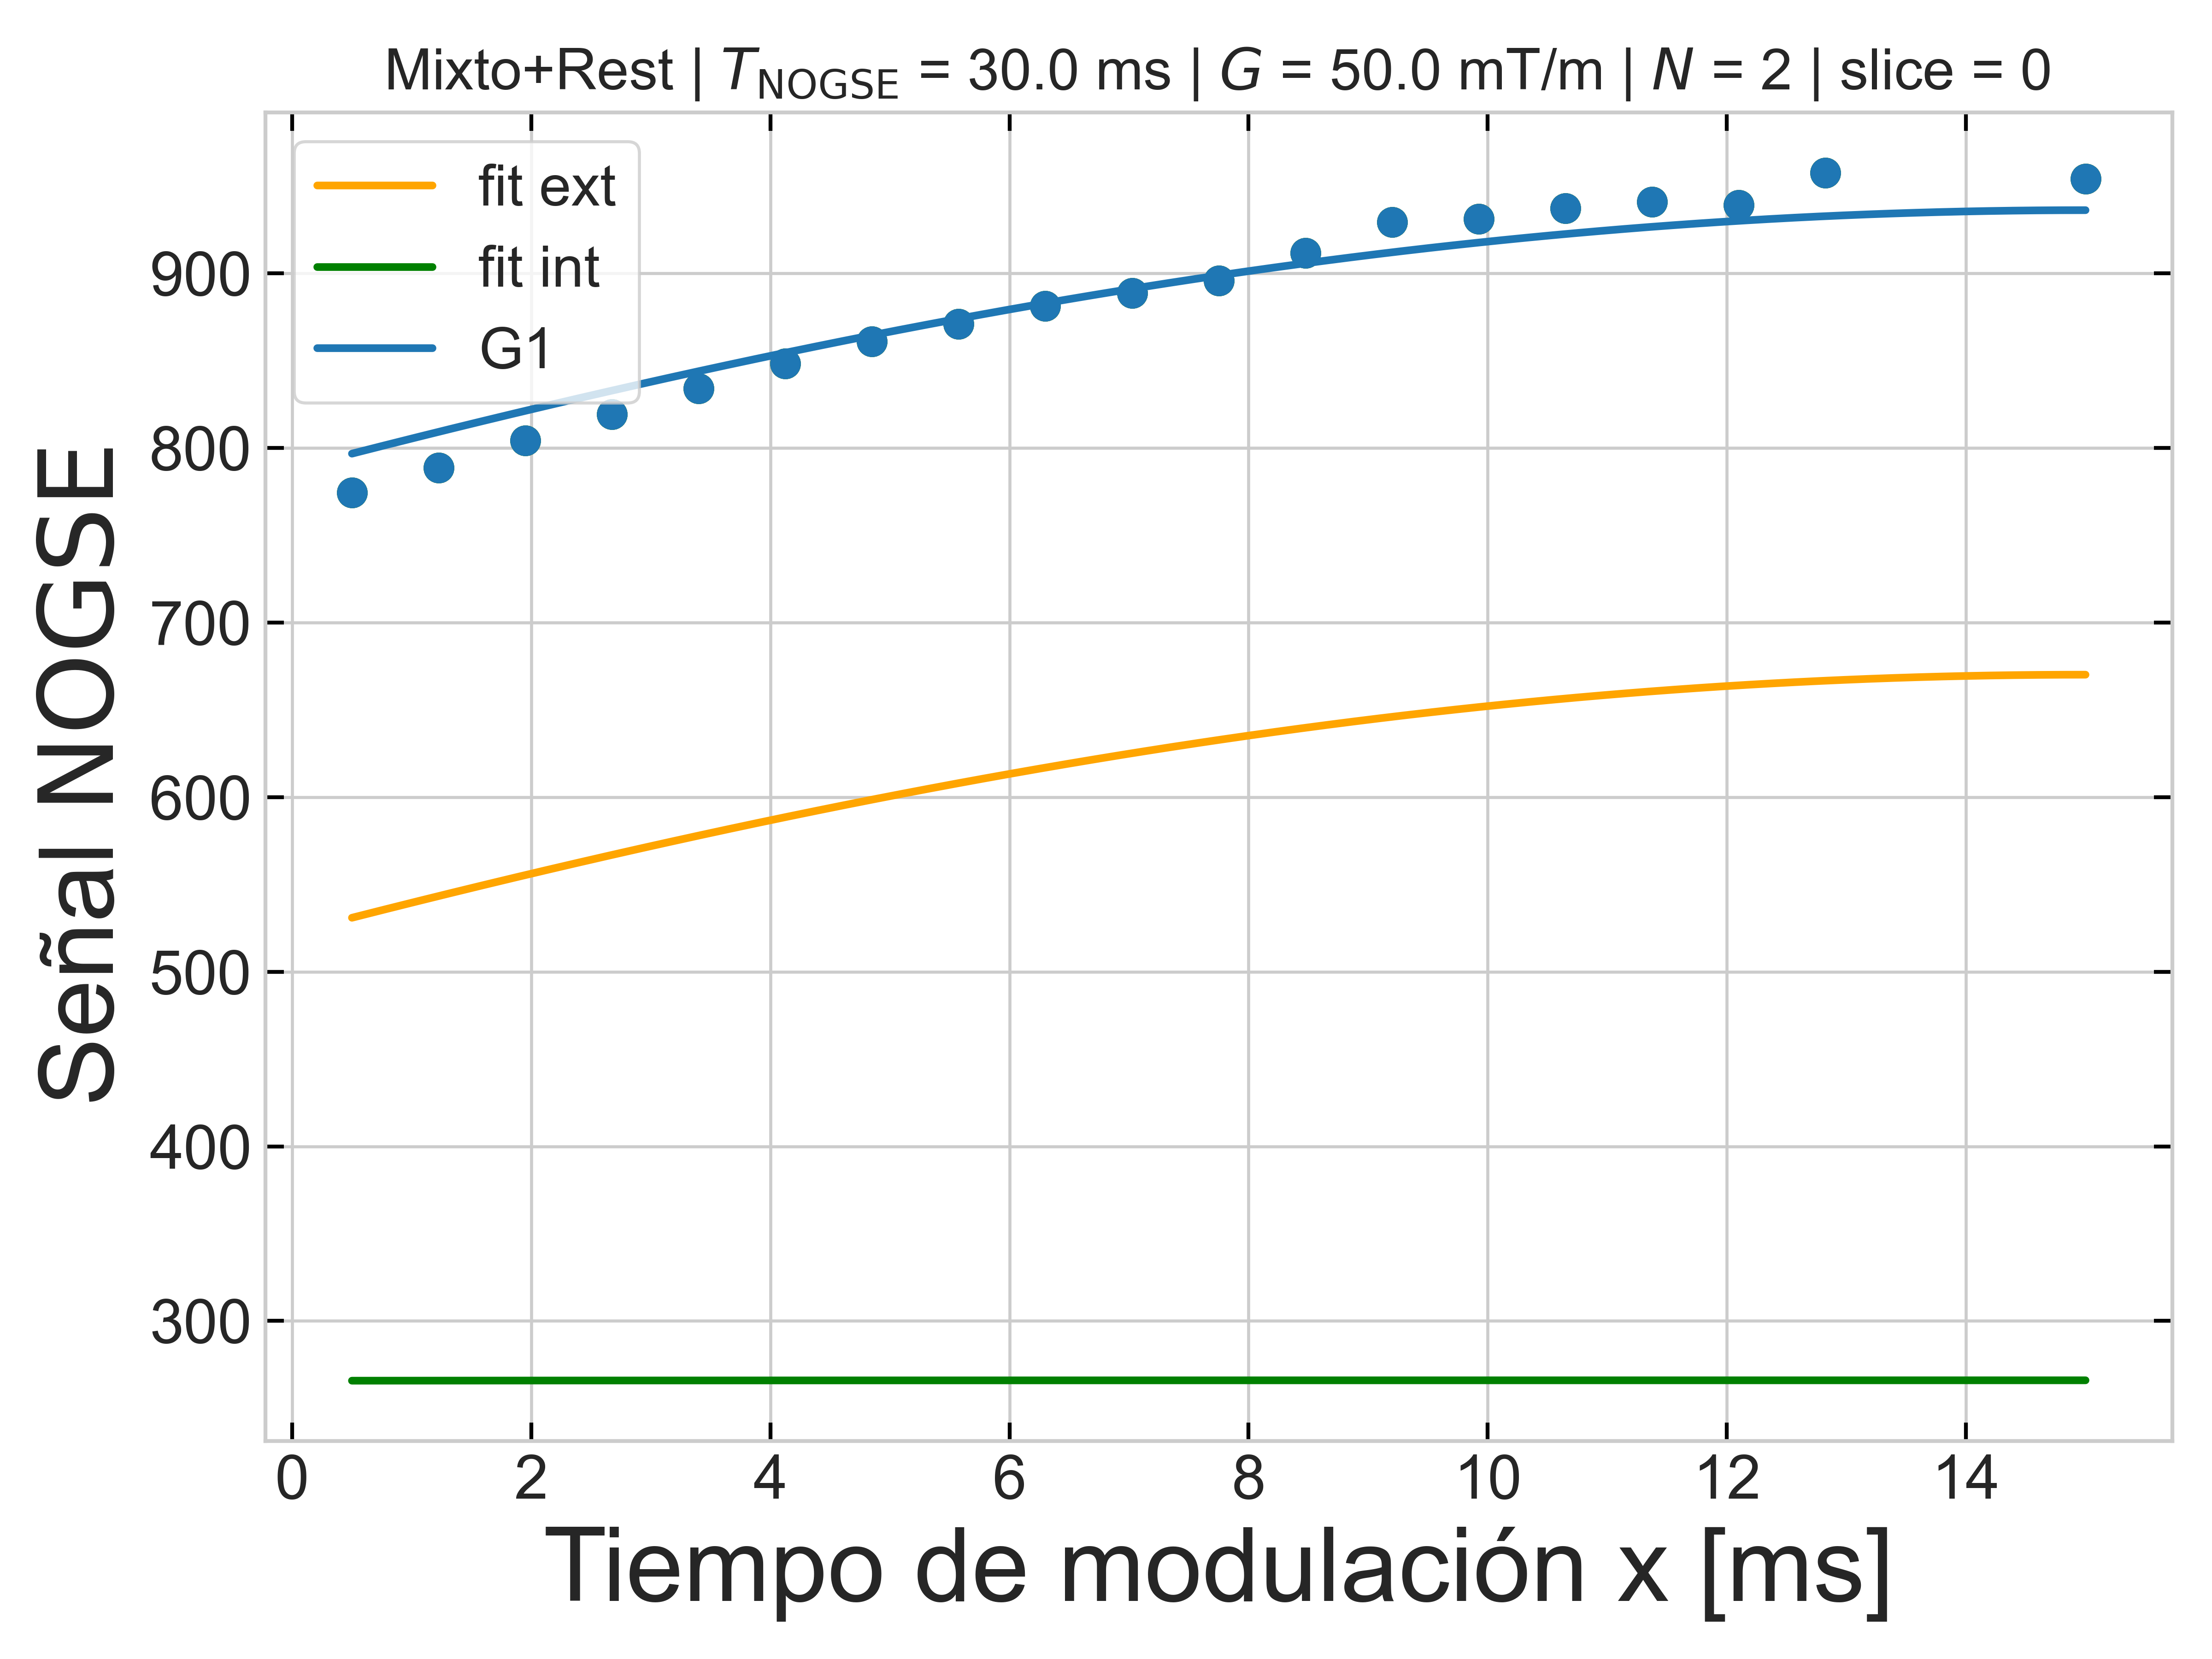 Mixto+Rest | T_NOGSE = 30.0 ms | G = 50.0 mT/m | N = 2 | slice = 0
fit ext
fit int
G1
Señal NOGSE
900
800
700
600
500
400
300
0 2 4 6 8 10 12 14
Tiempo de modulación x [ms]